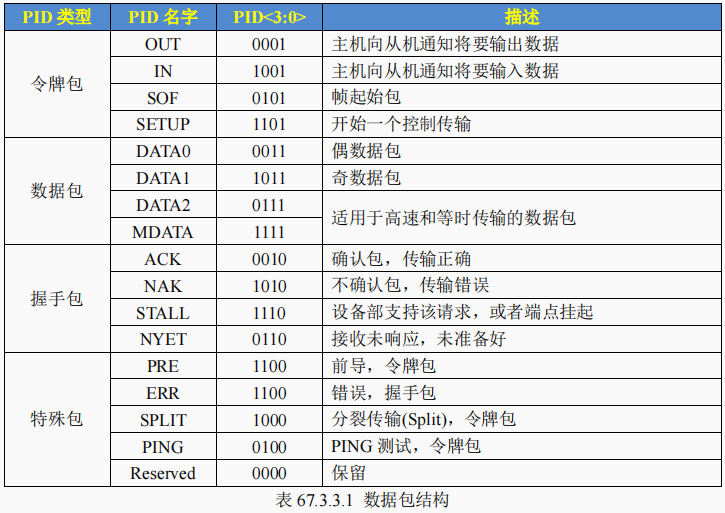 PID 类型 PID 名字 PID<3:0> 描述
令牌包 OUT 0001 主机向从机通知将要输出数据
IN 1001 主机向从机通知将要输入数据
SOF 0101 帧起始包
SETUP 1101 开始一个控制传输
数据包 DATA0 0011 偶数据包
DATA1 1011 奇数据包
DATA2 0111 适用于高速和等时传输的数据包
MDATA 1111
握手包 ACK 0010 确认包，传输正确
NAK 1010 不确认包，传输错误
STALL 1110 设备部支持该请求，或者端点挂起
NYET 0110 接收未响应，未准备好
特殊包 PRE 1100 前导，令牌包
ERR 1100 错误，握手包
SPLIT 1000 分裂传输(Split)，令牌包
PING 0100 PING 测试，令牌包
Reserved 0000 保留
表 67.3.3.1 数据包结构